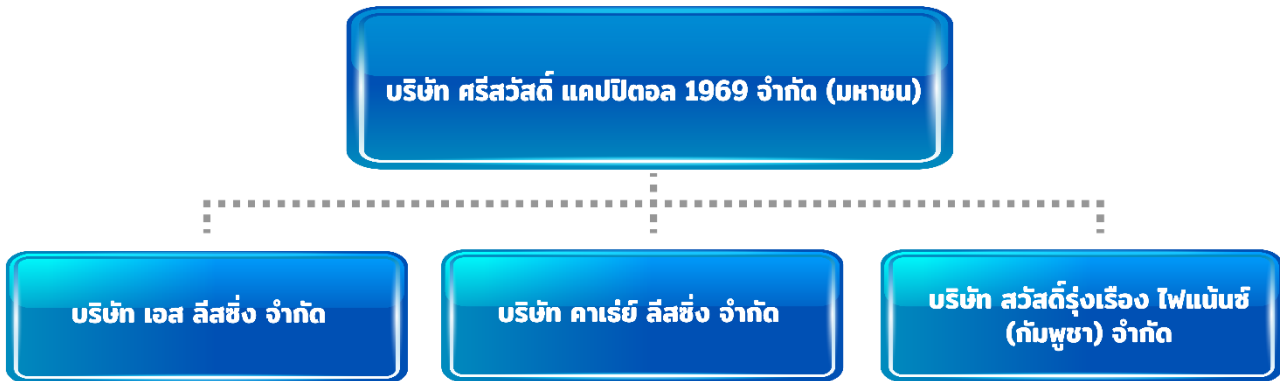 บริษัท ศรีสวัสดิ์ แคปปิตอล 1969 จำกัด (มหาชน)
บริษัท เอส ลีสซิ่ง จำกัด
บริษัท คาเธ่ย์ ลีสซิ่ง จำกัด
บริษัท สวัสดิ์รุ่งเรือง ไฟแน้นซ์
(กัมพูชา) จำกัด